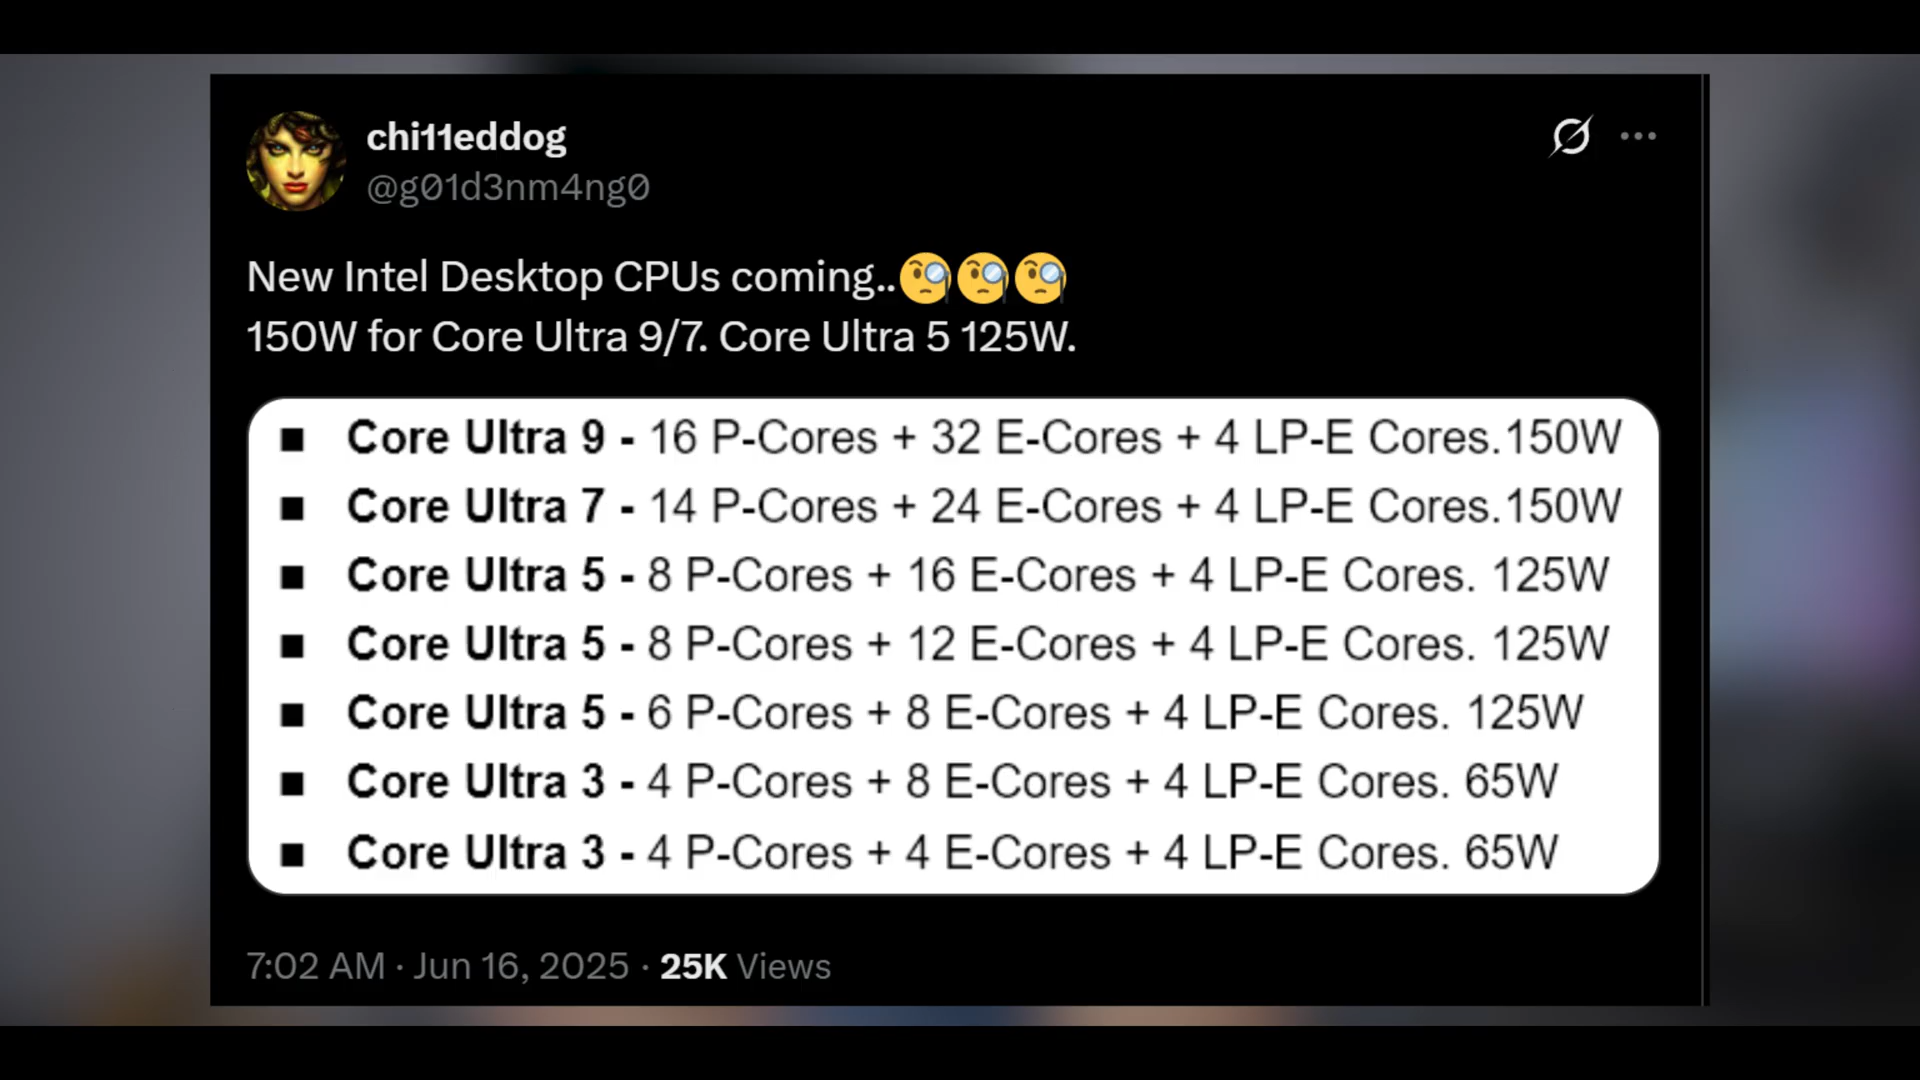 chi11eddog
@g01d3nm4ng0
New Intel Desktop CPUs coming..🧐🧐🧐
150W for Core Ultra 9/7. Core Ultra 5 125W.
■ Core Ultra 9 - 16 P-Cores + 32 E-Cores + 4 LP-E Cores.150W
■ Core Ultra 7 - 14 P-Cores + 24 E-Cores + 4 LP-E Cores.150W
■ Core Ultra 5 - 8 P-Cores + 16 E-Cores + 4 LP-E Cores. 125W
■ Core Ultra 5 - 8 P-Cores + 12 E-Cores + 4 LP-E Cores. 125W
■ Core Ultra 5 - 6 P-Cores + 8 E-Cores + 4 LP-E Cores. 125W
■ Core Ultra 3 - 4 P-Cores + 8 E-Cores + 4 LP-E Cores. 65W
■ Core Ultra 3 - 4 P-Cores + 4 E-Cores + 4 LP-E Cores. 65W
7:02 AM · Jun 16, 2025 · 25K Views